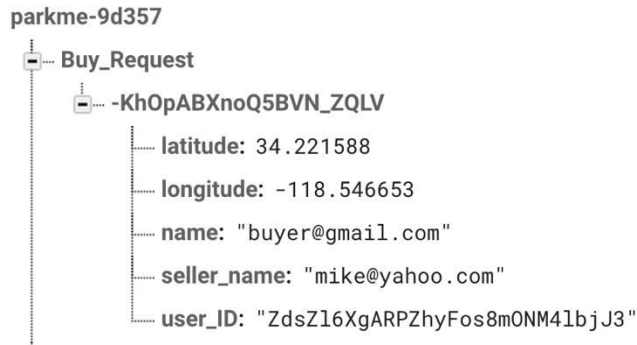 parkme-9d357
Buy_Request
-KhOpABXnoQ5BVN_ZQLV
latitude: 34.221588
longitude: -118.546653
name: "buyer@gmail.com"
seller_name: "mike@yahoo.com"
user_ID: "ZdsZl6XgARPZhyFos8mONM4lbjJ3"